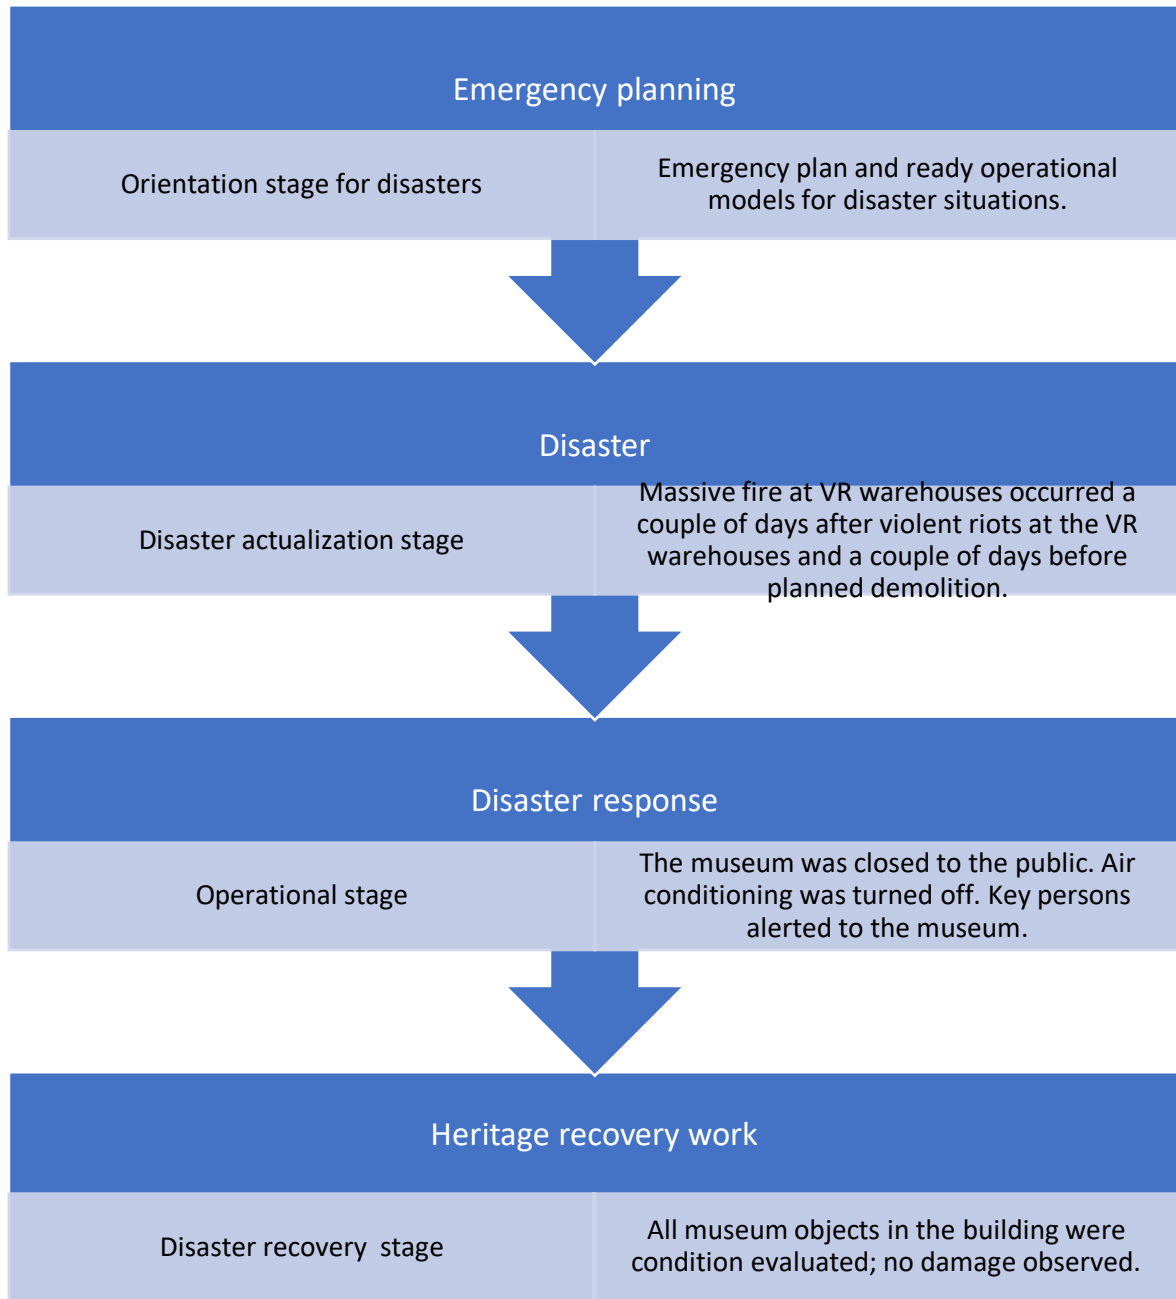 Emergency planning
Orientation stage for disasters
Emergency plan and ready operational
models for disaster situations.
Disaster
Disaster actualization stage
Massive fire at VR warehouses occurred a
couple of days after violent riots at the VR
warehouses and a couple of days before
planned demolition.
Disaster response
Operational stage
The museum was closed to the public. Air
conditioning was turned off. Key persons
alerted to the museum.
Heritage recovery work
Disaster recovery stage
All museum objects in the building were
condition evaluated; no damage observed.